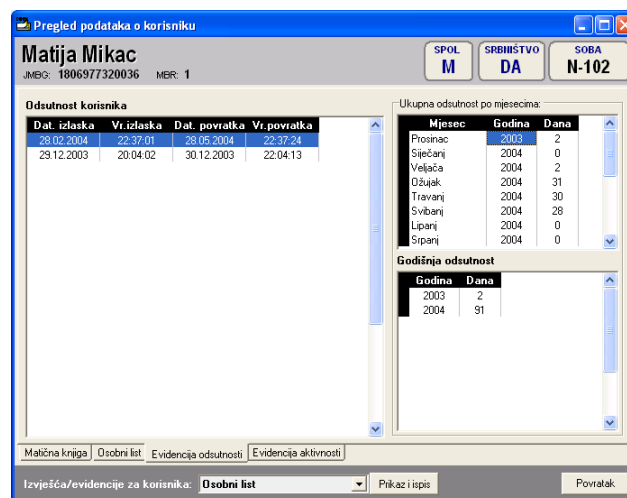 Pregled podataka o korisniku
Matija Mikac
JMBG: 1806977320036 MBR: 1
SPOL
M
SRBIIŠTVO
DA
SOBA
N-102
Odsutnost korisnika
Dat. izlaska Vr.izlaska Dat. povratka Vr.povratka
28.02.2004 22:37:01 28.05.2004 22:37:24
29.12.2003 20:04:02 30.12.2003 22:04:13
Ukupna odsutnost po mjesecima:
Mjesec Godina Dana
Prosinac 2003 2
Siječanj 2004 0
Veljača 2004 2
Ožujak 2004 31
Travanj 2004 30
Svibanj 2004 28
Lipanj 2004 0
Srpanj 2004 0
Godišnja odsutnost
Godina Dana
2003 2
2004 91
Matična knjiga Osobni list Evidencija odsutnosti Evidencija aktivnosti
Izvješća/evidencije za korisnika: Osobni list Prikaz i ispis Povratak